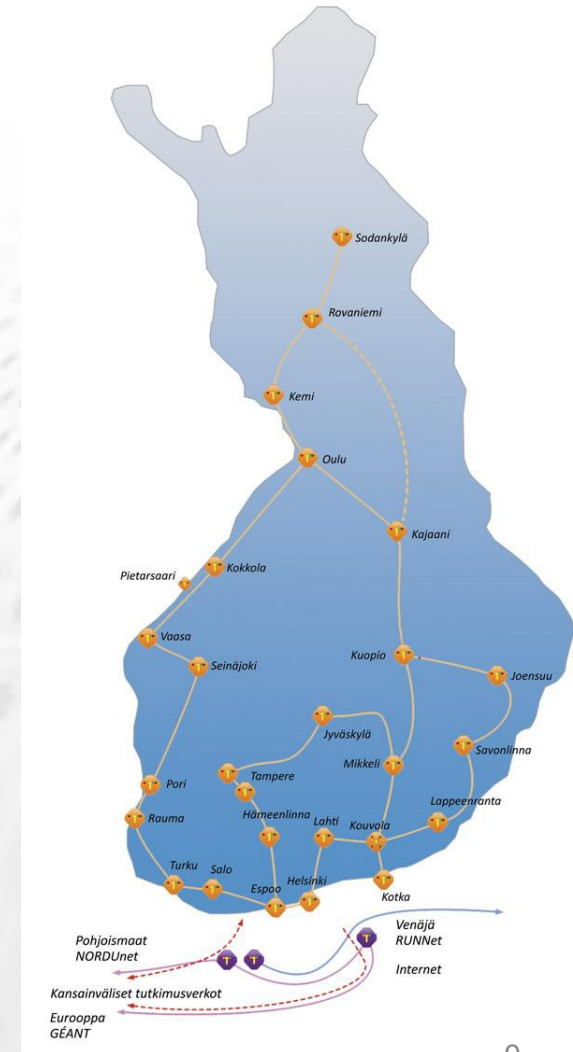 Sodankylä
Rovaniemi
Kemi
Oulu
Kajaani
Pietarsaari
Kokkola
Vaasa
Seinäjoki
Kuopio
Joensuu
Jyväskylä
Savonlinna
Tampere
Mikkeli
Pori
Hämeenlinna
Lahti
Kouvola
Lappeenranta
Rauma
Turku
Salo
Espoo
Helsinki
Kotka
Pohjoismaat
NORDUnet
Venäjä
RUNNet
Internet
Kansainväliset tutkimusverkot
Eurooppa
GÉANT